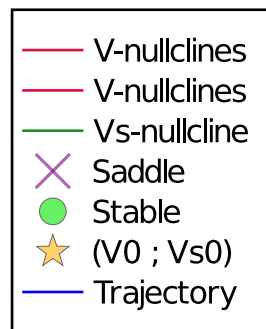 V-nullclines
V-nullclines
Vs-nullcline
Saddle
Stable
(V0 ; Vs0)
Trajectory